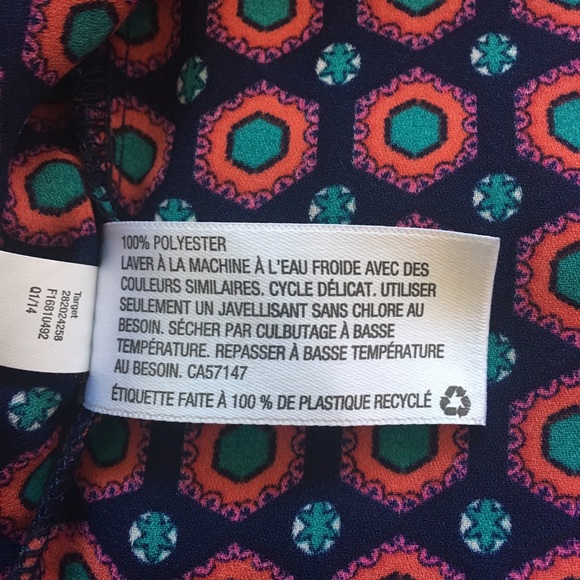 100% POLYESTER
LAVER À LA MACHINE À L'EAU FROIDE AVEC DES
COULEURS SIMILAIRES. CYCLE DÉLICAT. UTILISER
SEULEMENT UN JAVELLISANT SANS CHLORE AU
BESOIN. SÉCHER PAR CULBUTAGE À BASSE
TEMPÉRATURE. REPASSER À BASSE TEMPÉRATURE
AU BESOIN. CA57147
ÉTIQUETTE FAITE À 100 % DE PLASTIQUE RECYCLÉ
Target
282024258
F16810492
Q1/14